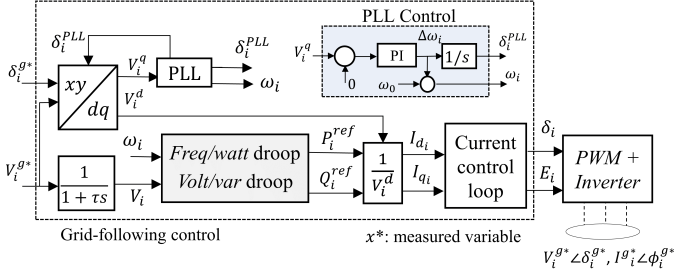 PLL Control
δ_i^{PLL}
V_i^q
PI
Δω_i
1/s
δ_i^{PLL}
0
ω_0
ω_i
δ_i^{g*}
xy
dq
V_i^q
V_i^d
PLL
δ_i^{PLL}
ω_i
V_i^{g*}
1
1 + τs
ω_i
V_i
Freq/watt droop
Volt/var droop
P_i^{ref}
Q_i^{ref}
1
V_i^d
I_{d_i}
I_{q_i}
Current
control
loop
δ_i
E_i
PWM +
Inverter
Grid-following control
x*: measured variable
V_i^{g*}∠δ_i^{g*}, I_i^{g*}∠ϕ_i^{g*}